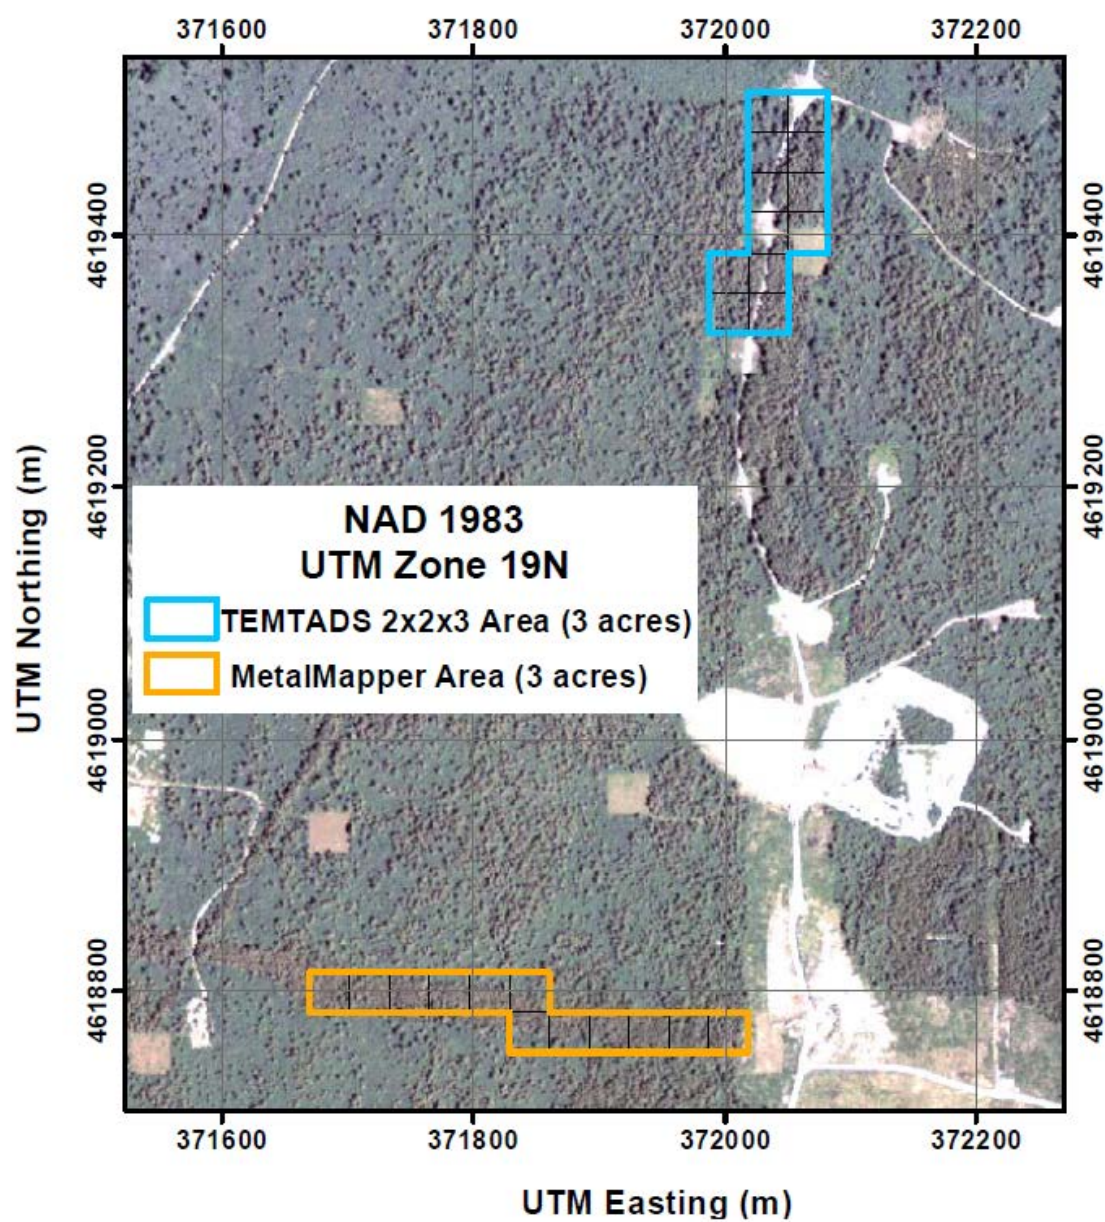 371600 371800 372000 372200
4619400 4619400
4619200 4619200
4619000 4619000
4618800 4618800
UTM Northing (m)
NAD 1983
UTM Zone 19N
TEMTADS 2x2x3 Area (3 acres)
MetalMapper Area (3 acres)
371600 371800 372000 372200
UTM Easting (m)